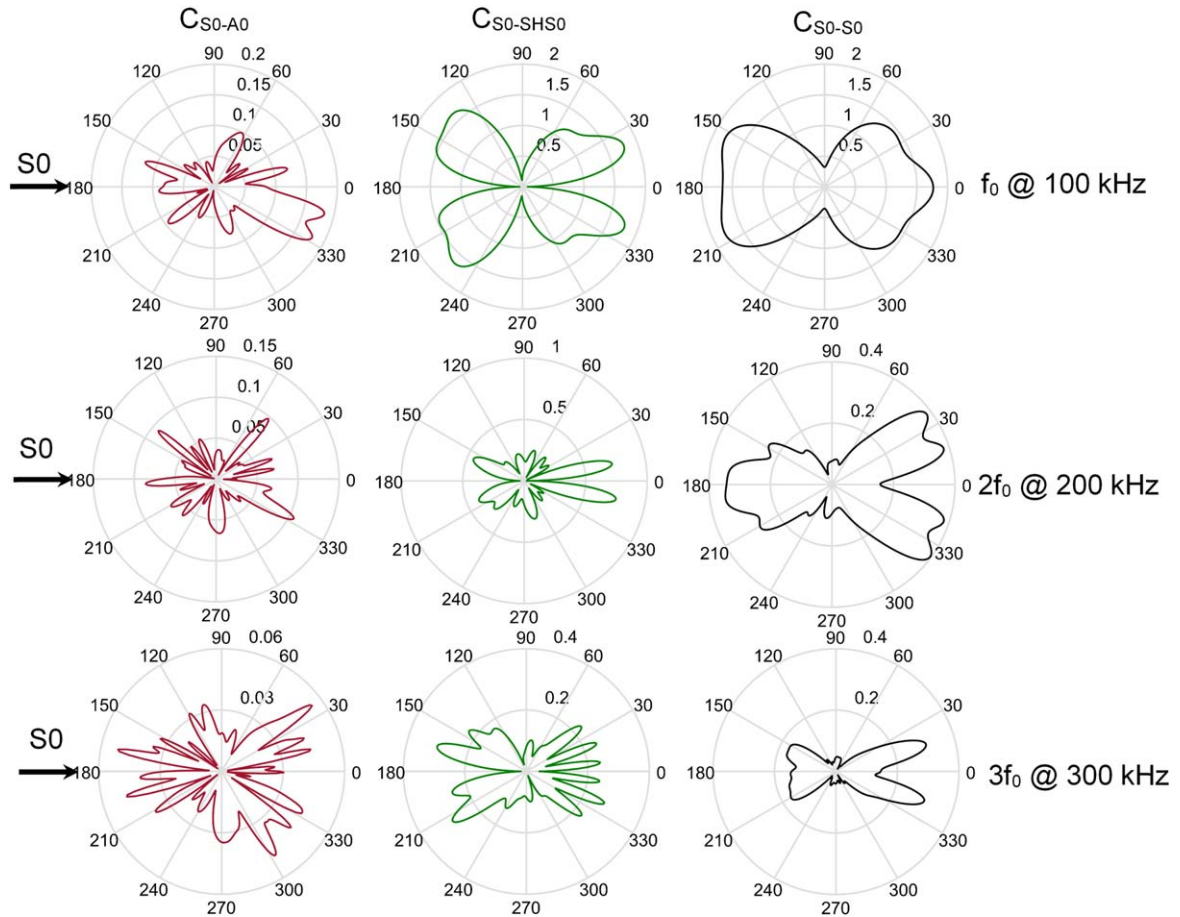 C_S0-A0 C_S0-SHS0 C_S0-S0
90 0.2 90 2 90 2
120 60 120 60 120 60
0.15 1.5 1.5
150 0.1 30 150 1 30 150 1 30
0.05 0.5 0.5
S0
180 0 180 0 180 0 f₀ @ 100 kHz
210 330 210 330 210 330
240 300 240 300 240 300
270 270 270
90 0.15 90 1 90 0.4
120 60 120 60 120 60
0.1
150 30 150 0.5 30 150 0.2 30
0.05
S0
180 0 180 0 180 0 2f₀ @ 200 kHz
210 330 210 330 210 330
240 300 240 300 240 300
270 270 270
90 0.06 90 0.4 90 0.4
120 60 120 60 120 60
150 0.03 30 150 0.2 30 150 0.2 30
S0
180 0 180 0 180 0 3f₀ @ 300 kHz
210 330 210 330 210 330
240 300 240 300 240 300
270 270 270